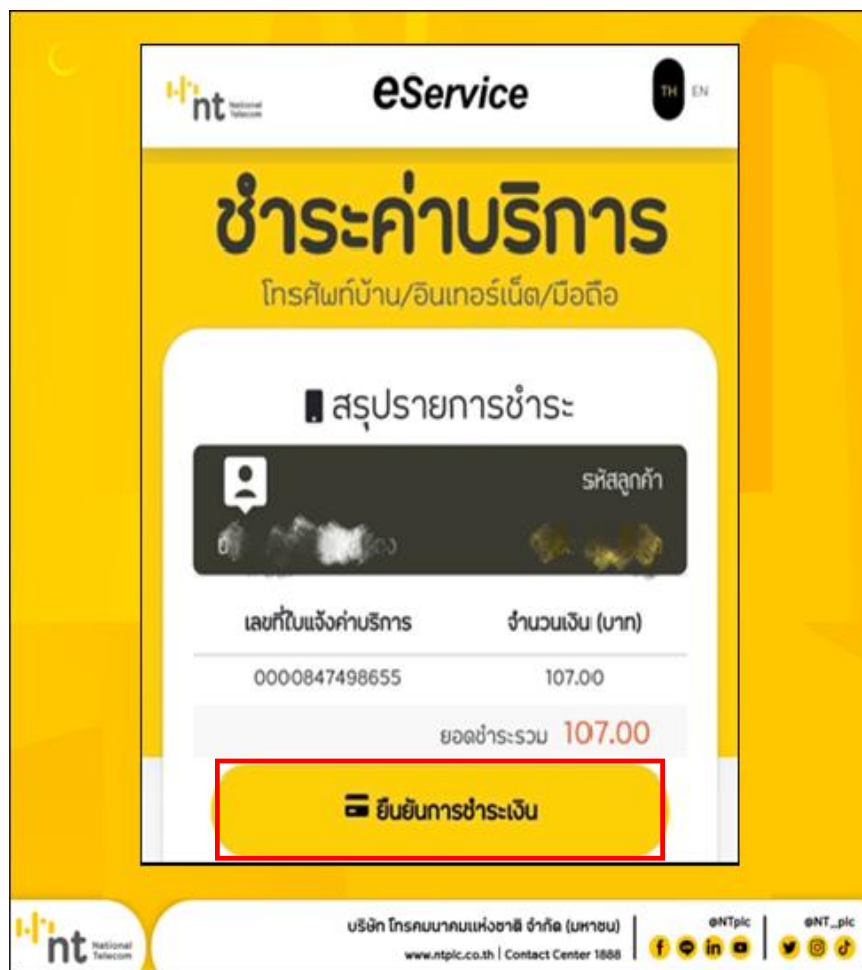 nt National Telecom
eService
TH EN
ชำระค่าบริการ
โทรศัพท์บ้าน/อินเทอร์เน็ต/มือถือ
สรุปรายการชำระ
รหัสลูกค้า
เลขที่ใบแจ้งค่าบริการ จำนวนเงิน (บาท)
0000847498655 107.00
ยอดชำระรวม 107.00
ยืนยันการชำระเงิน
nt National Telecom
บริษัท โทรคมนาคมแห่งชาติ จำกัด (มหาชน)
www.ntplc.co.th | Contact Center 1888
@NTplc
@NT_plc